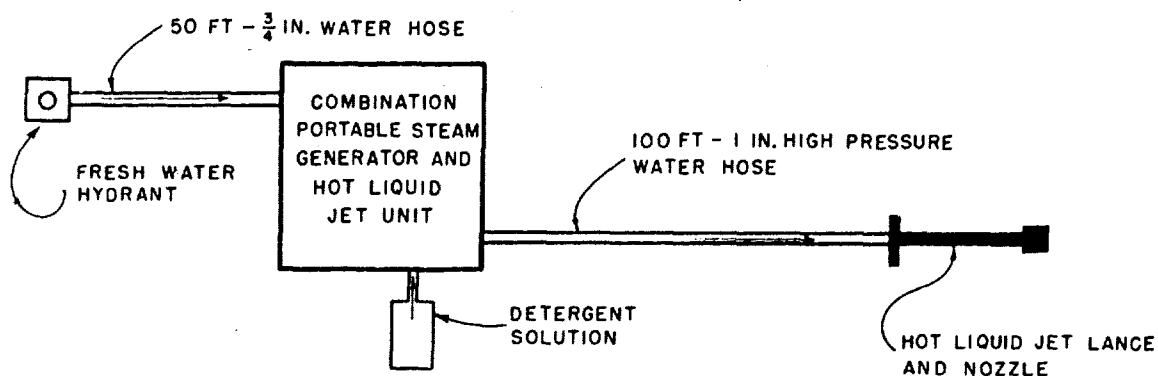 50 FT - 3/4 IN. WATER HOSE
COMBINATION
PORTABLE STEAM
GENERATOR AND
HOT LIQUID
JET UNIT
FRESH WATER
HYDRANT
100 FT - 1 IN. HIGH PRESSURE
WATER HOSE
DETERGENT
SOLUTION
HOT LIQUID JET LANCE
AND NOZZLE